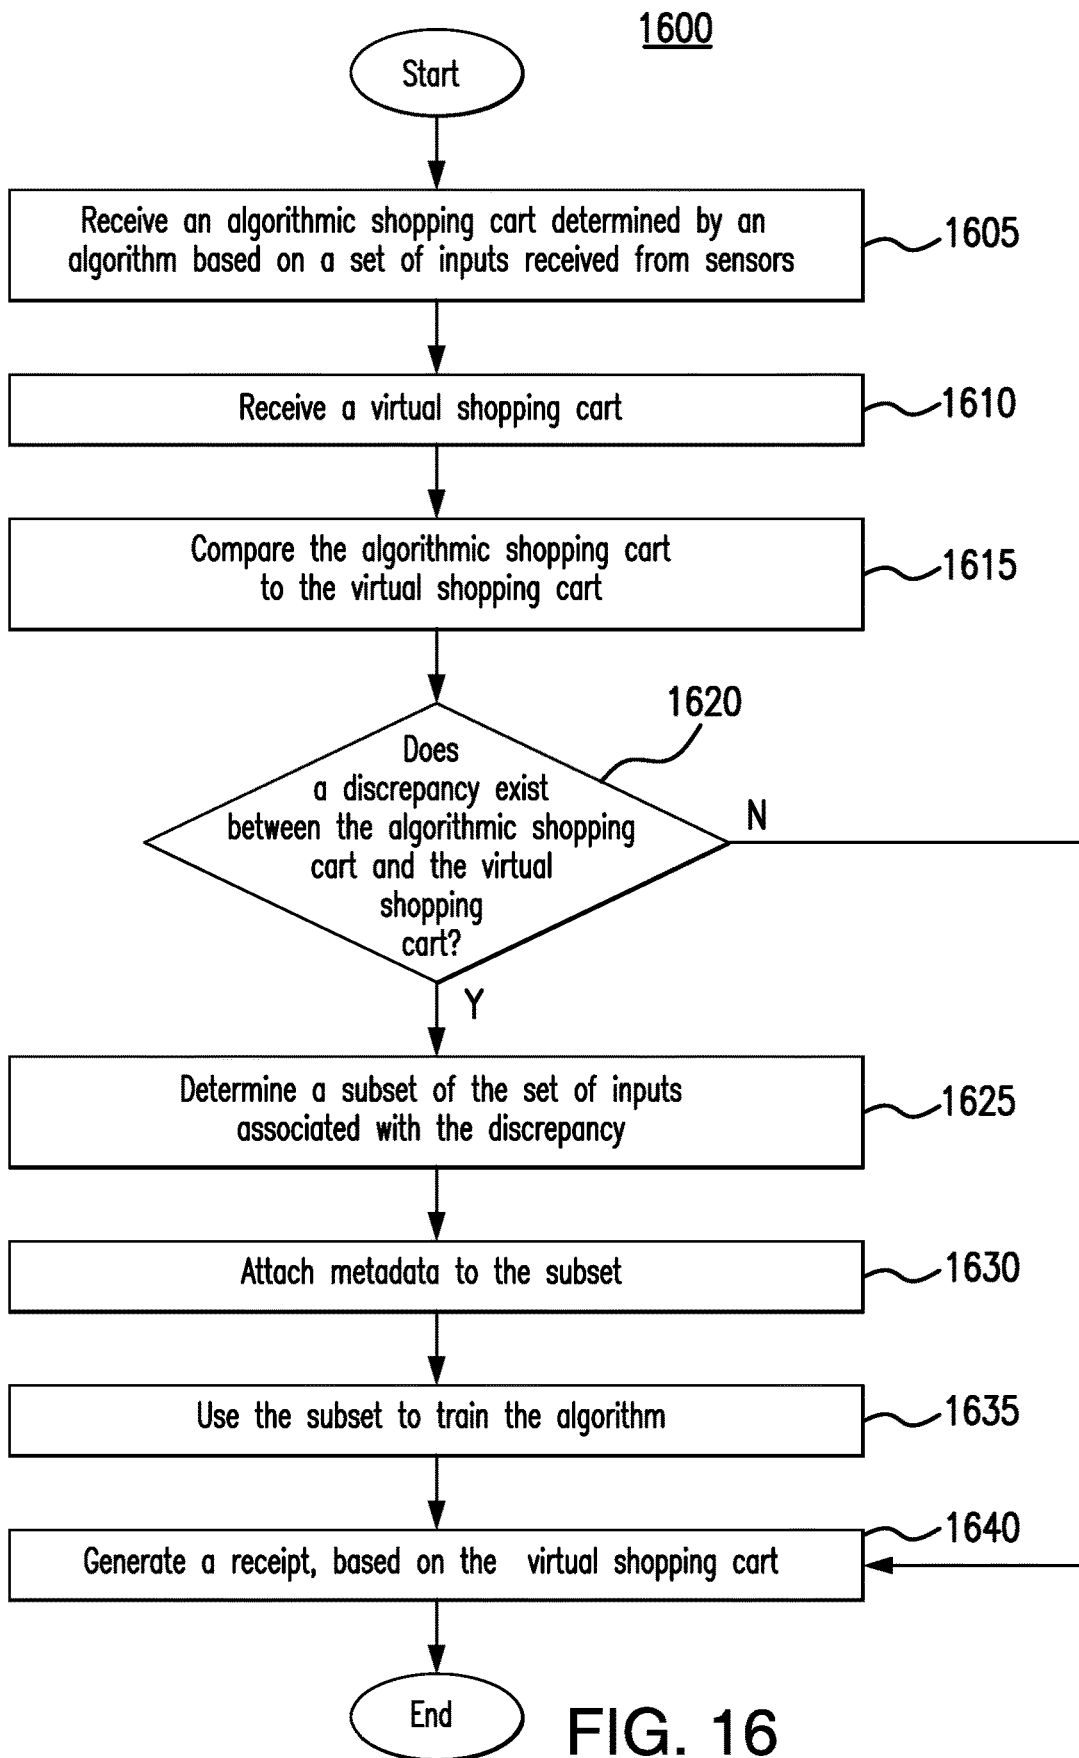 1600
Start
Receive an algorithmic shopping cart determined by an
algorithm based on a set of inputs received from sensors
1605
Receive a virtual shopping cart
1610
Compare the algorithmic shopping cart
to the virtual shopping cart
1615
1620
Does
a discrepancy exist
between the algorithmic shopping
cart and the virtual
shopping
cart?
N
Y
Determine a subset of the set of inputs
associated with the discrepancy
1625
Attach metadata to the subset
1630
Use the subset to train the algorithm
1635
Generate a receipt, based on the virtual shopping cart
1640
End
FIG. 16